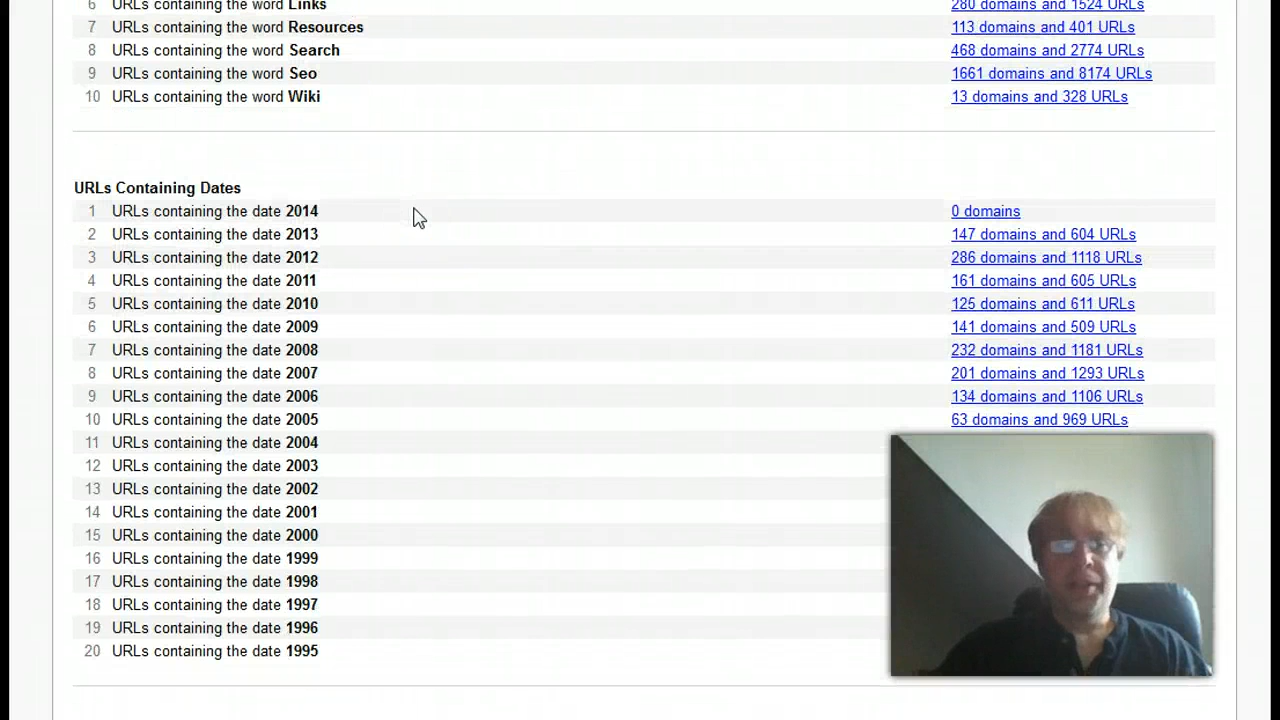 6 URLs containing the word Links 280 domains and 1524 URLs
7 URLs containing the word Resources 113 domains and 401 URLs
8 URLs containing the word Search 468 domains and 2774 URLs
9 URLs containing the word Seo 1661 domains and 8174 URLs
10 URLs containing the word Wiki 13 domains and 328 URLs
URLs Containing Dates
1 URLs containing the date 2014 0 domains
2 URLs containing the date 2013 147 domains and 604 URLs
3 URLs containing the date 2012 286 domains and 1118 URLs
4 URLs containing the date 2011 161 domains and 605 URLs
5 URLs containing the date 2010 125 domains and 611 URLs
6 URLs containing the date 2009 141 domains and 509 URLs
7 URLs containing the date 2008 232 domains and 1181 URLs
8 URLs containing the date 2007 201 domains and 1293 URLs
9 URLs containing the date 2006 134 domains and 1106 URLs
10 URLs containing the date 2005 63 domains and 969 URLs
11 URLs containing the date 2004
12 URLs containing the date 2003
13 URLs containing the date 2002
14 URLs containing the date 2001
15 URLs containing the date 2000
16 URLs containing the date 1999
17 URLs containing the date 1998
18 URLs containing the date 1997
19 URLs containing the date 1996
20 URLs containing the date 1995